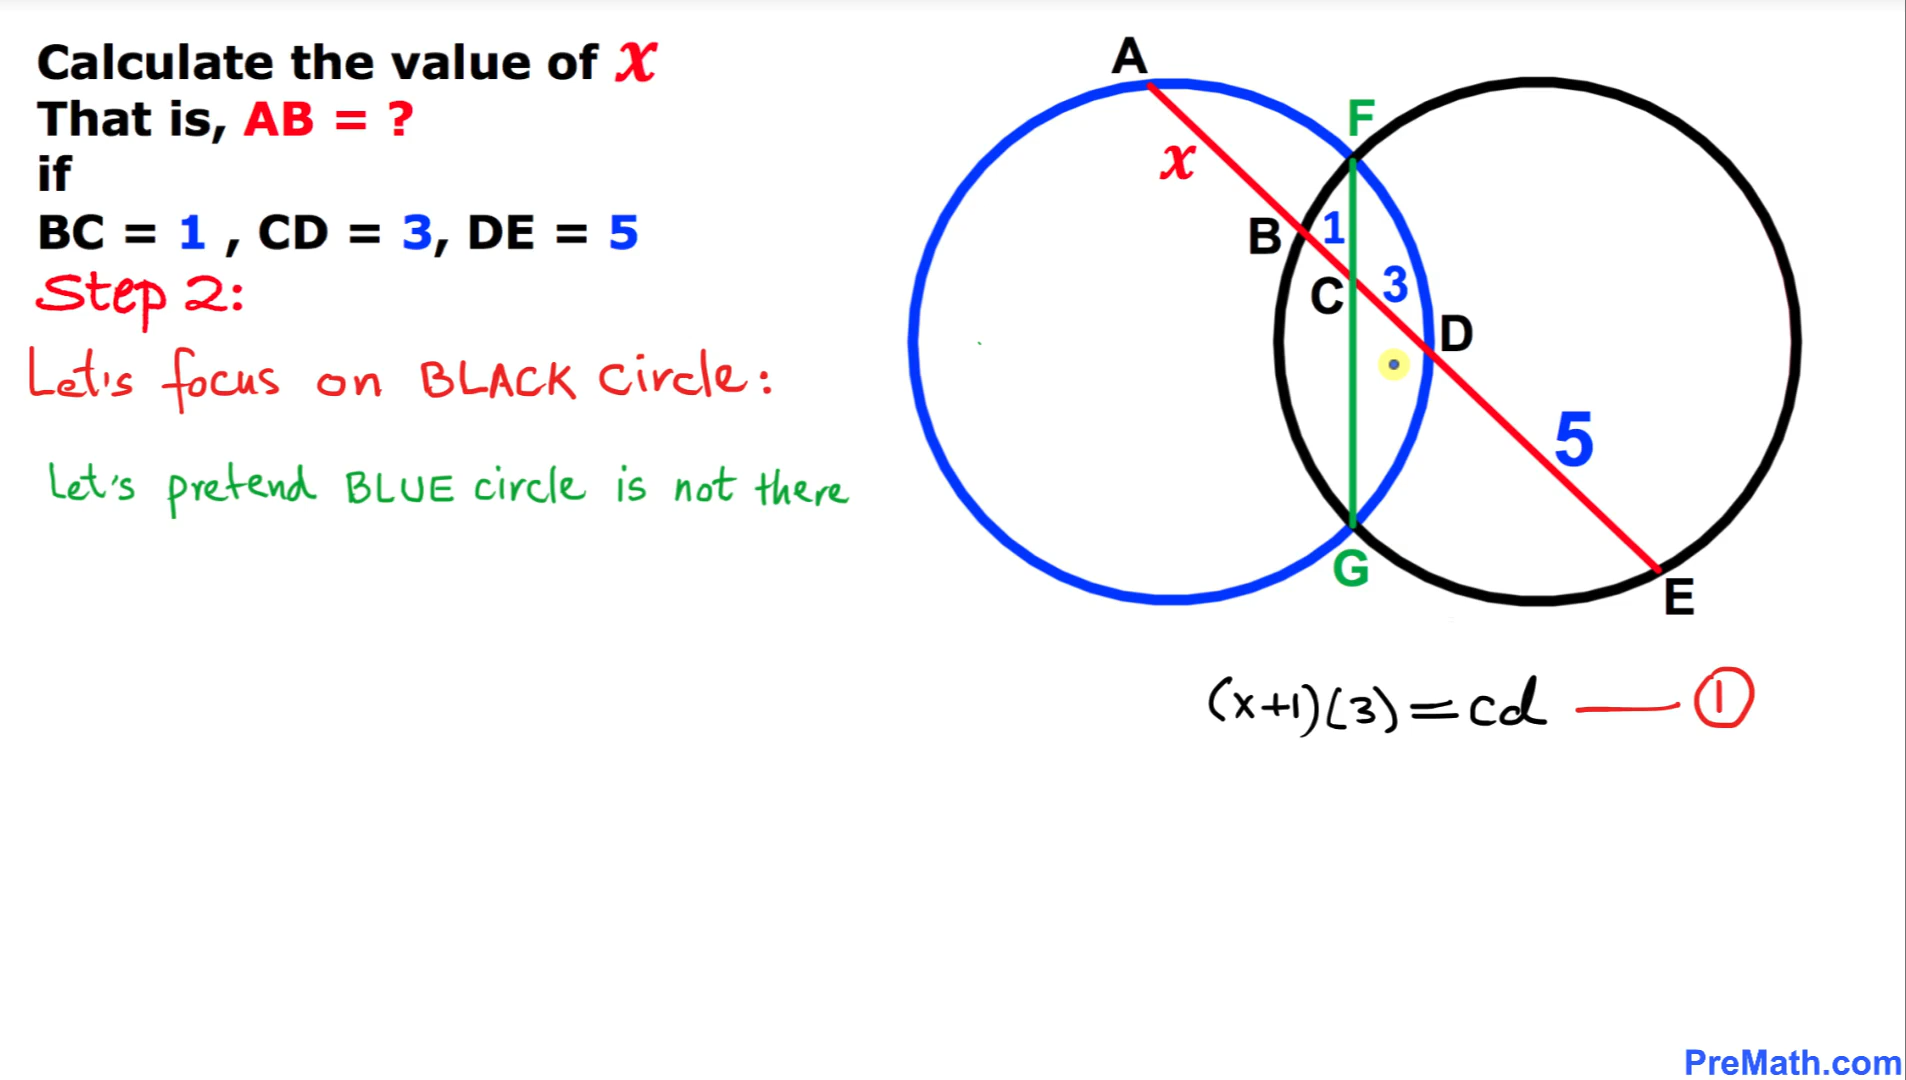 Calculate the value of x
That is, AB = ?
if
BC = 1 , CD = 3, DE = 5
Step 2:
Let's focus on BLACK circle:
Let's pretend BLUE circle is not there
A
F
x
B
1
C
3
D
5
G
E
(x+1)(3) = cd — 1
PreMath.com